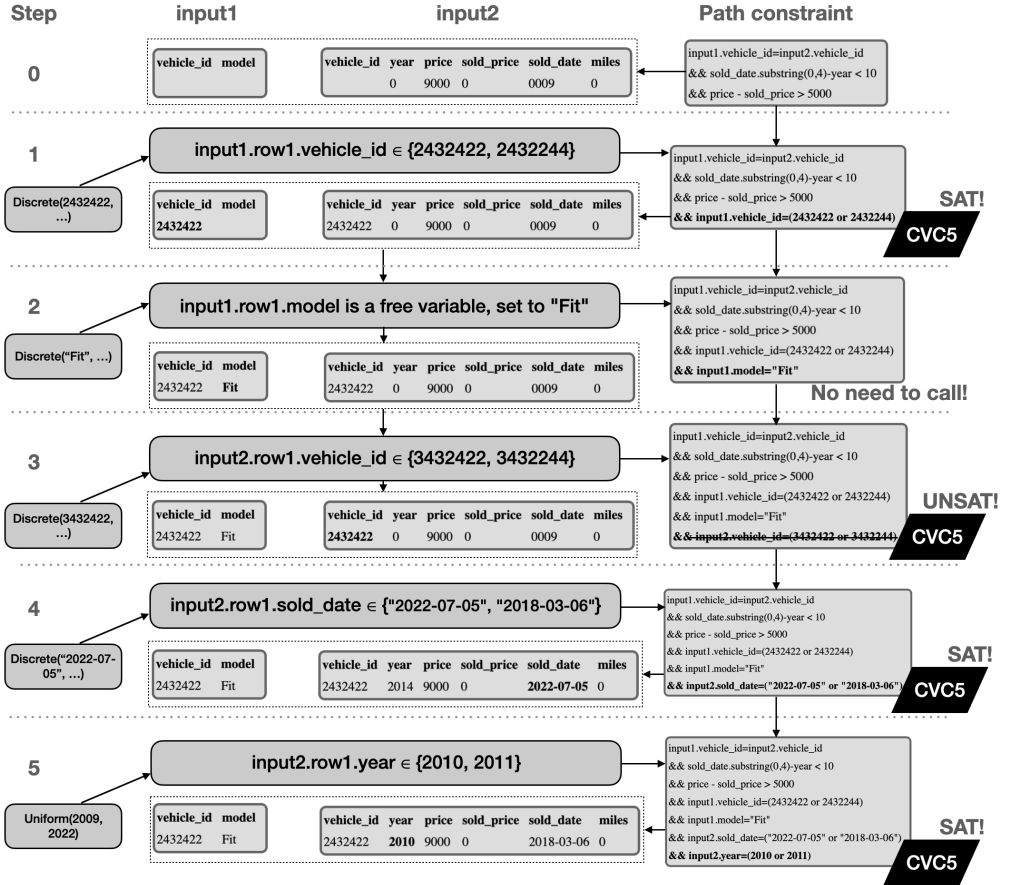 Step input1 input2 Path constraint
0
vehicle_id model
vehicle_id year price sold_price sold_date miles
0 9000 0 0009 0
input1.vehicle_id=input2.vehicle_id
&& sold_date.substring(0,4)-year < 10
&& price - sold_price > 5000
1
input1.row1.vehicle_id ∈ {2432422, 2432244}
Discrete(2432422,
...)
vehicle_id model
2432422
vehicle_id year price sold_price sold_date miles
2432422 0 9000 0 0009 0
input1.vehicle_id=input2.vehicle_id
&& sold_date.substring(0,4)-year < 10
&& price - sold_price > 5000
&& input1.vehicle_id=(2432422 or 2432244)
SAT!
CVC5
2
input1.row1.model is a free variable, set to "Fit"
Discrete(“Fit”, ...)
vehicle_id model
2432422 Fit
vehicle_id year price sold_price sold_date miles
2432422 0 9000 0 0009 0
input1.vehicle_id=input2.vehicle_id
&& sold_date.substring(0,4)-year < 10
&& price - sold_price > 5000
&& input1.vehicle_id=(2432422 or 2432244)
&& input1.model="Fit"
No need to call!
3
input2.row1.vehicle_id ∈ {3432422, 3432244}
Discrete(3432422,
...)
vehicle_id model
2432422 Fit
vehicle_id year price sold_price sold_date miles
2432422 0 9000 0 0009 0
input1.vehicle_id=input2.vehicle_id
&& sold_date.substring(0,4)-year < 10
&& price - sold_price > 5000
&& input1.vehicle_id=(2432422 or 2432244)
&& input1.model="Fit"
&& input2.vehicle_id=(3432422 or 3432244)
UNSAT!
CVC5
4
input2.row1.sold_date ∈ {"2022-07-05", "2018-03-06"}
Discrete(“2022-07-
05”, ...)
vehicle_id model
2432422 Fit
vehicle_id year price sold_price sold_date miles
2432422 2014 9000 0 2022-07-05 0
input1.vehicle_id=input2.vehicle_id
&& sold_date.substring(0,4)-year < 10
&& price - sold_price > 5000
&& input1.vehicle_id=(2432422 or 2432244)
&& input1.model="Fit"
&& input2.sold_date=("2022-07-05" or "2018-03-06")
SAT!
CVC5
5
input2.row1.year ∈ {2010, 2011}
Uniform(2009,
2022)
vehicle_id model
2432422 Fit
vehicle_id year price sold_price sold_date miles
2432422 2010 9000 0 2018-03-06 0
input1.vehicle_id=input2.vehicle_id
&& sold_date.substring(0,4)-year < 10
&& price - sold_price > 5000
&& input1.vehicle_id=(2432422 or 2432244)
&& input1.model="Fit"
&& input2.sold_date=("2022-07-05" or "2018-03-06")
&& input2.year=(2010 or 2011)
SAT!
CVC5